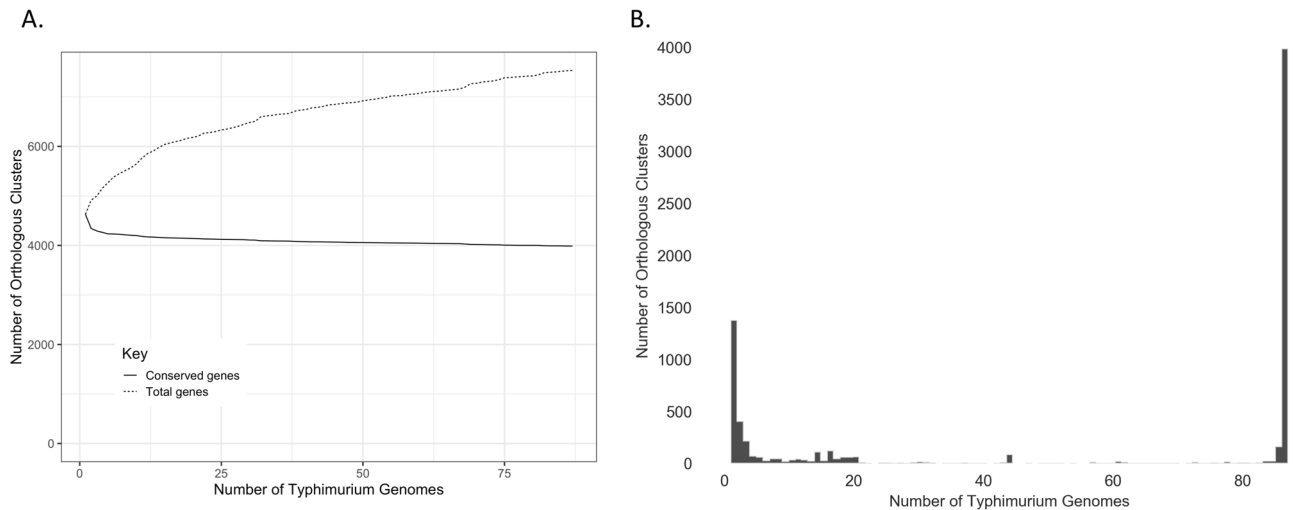 A.
Number of Orthologous Clusters
6000
4000
2000
0
Key
Conserved genes
Total genes
0
25
50
75
Number of Typhimurium Genomes
B.
Number of Orthologous Clusters
4000
3500
3000
2500
2000
1500
1000
500
0
0
20
40
60
80
Number of Typhimurium Genomes